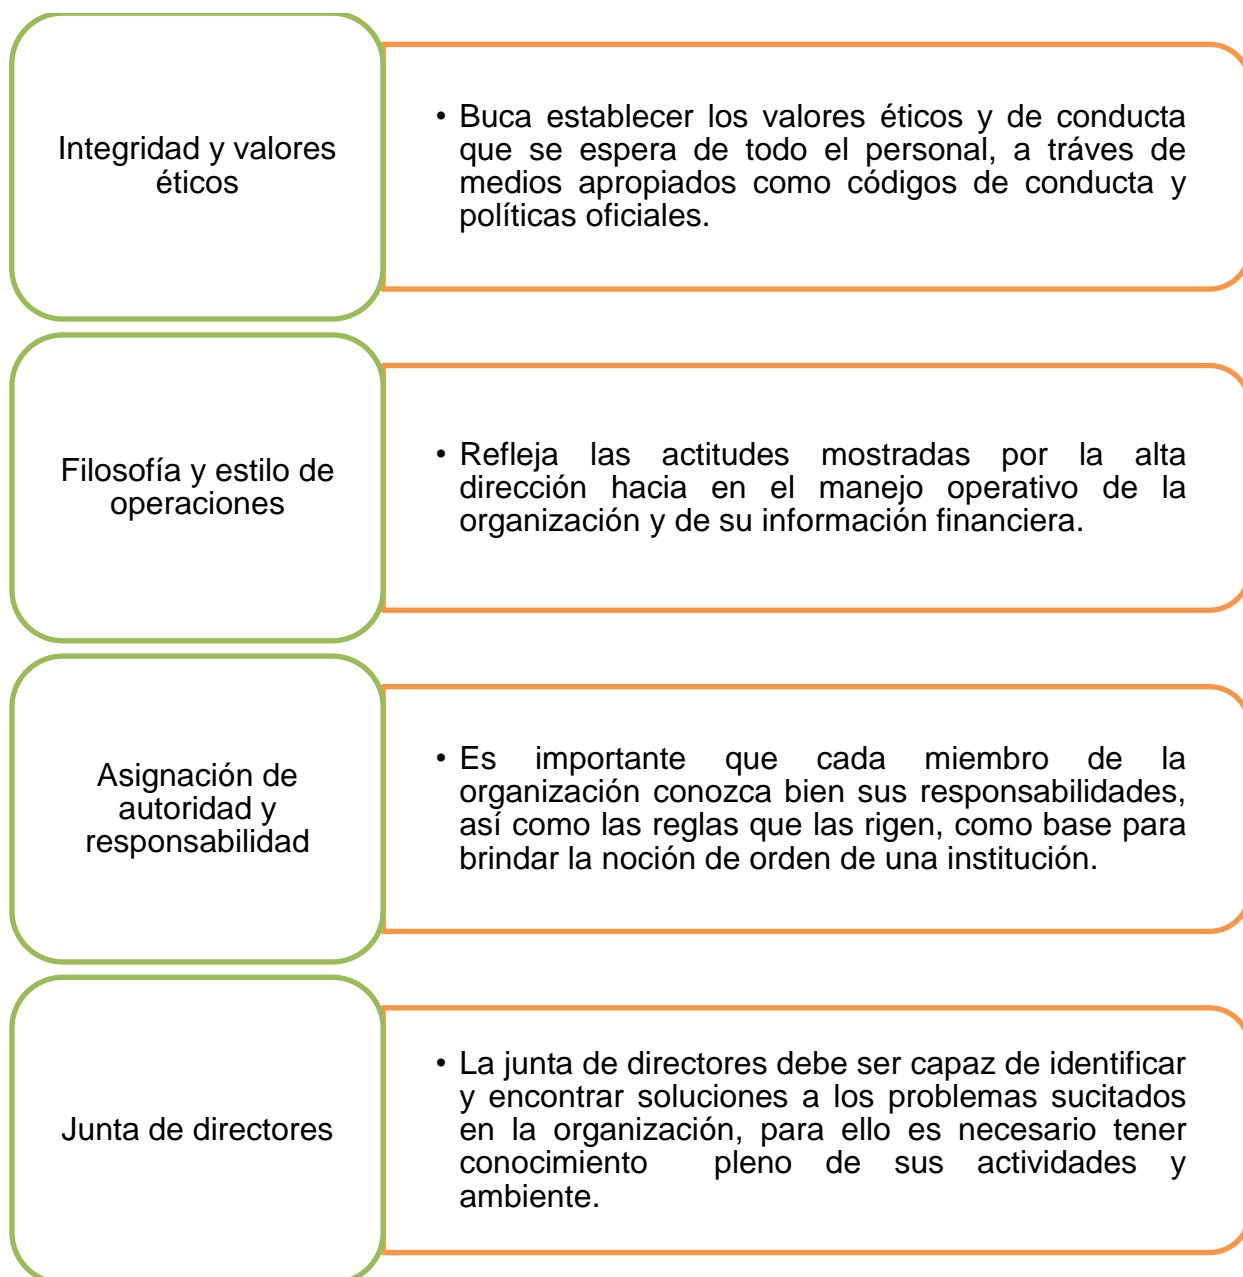 Integridad y valores
éticos
• Buca establecer los valores éticos y de conducta
que se espera de todo el personal, a tráves de
medios apropiados como códigos de conducta y
políticas oficiales.
Filosofía y estilo de
operaciones
• Refleja las actitudes mostradas por la alta
dirección hacia en el manejo operativo de la
organización y de su información financiera.
Asignación de
autoridad y
responsabilidad
• Es importante que cada miembro de la
organización conozca bien sus responsabilidades,
así como las reglas que las rigen, como base para
brindar la noción de orden de una institución.
Junta de directores
• La junta de directores debe ser capaz de identificar
y encontrar soluciones a los problemas sucitados
en la organización, para ello es necesario tener
conocimiento pleno de sus actividades y
ambiente.